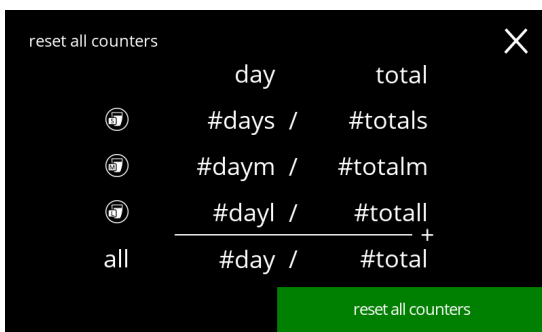 reset all counters
day total
S #days / #totals
M #daym / #totalm
L #dayl / #totall
+
all #day / #total
reset all counters